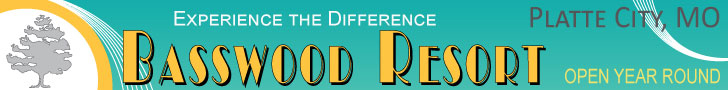 Experience the Difference
Platte City, MO
Basswood Resort
OPEN YEAR ROUND